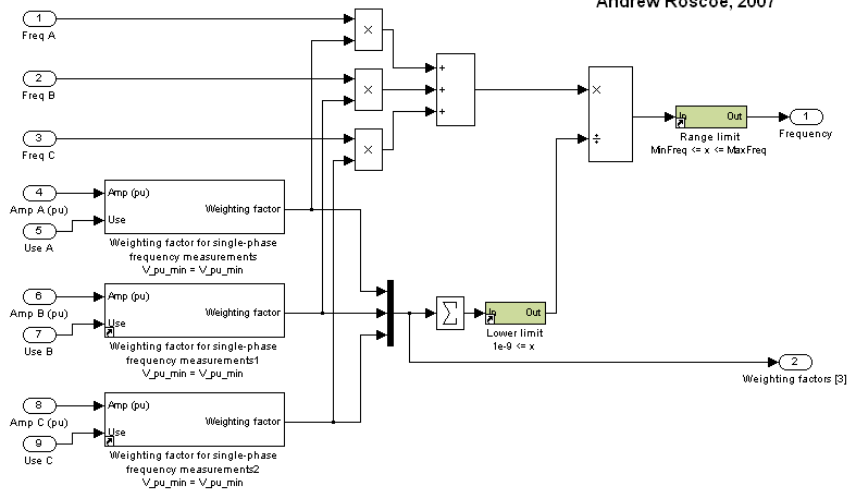 Andrew Roscoe, 2007
1
Freq A
2
Freq B
3
Freq C
×
×
×
+
+
+
×
÷
In Out
Range limit
MinFreq <= x <= MaxFreq
1
Frequency
4
Amp A (pu)
5
Use A
Amp (pu)
Use
Weighting factor
Weighting factor for single-phase
frequency measurements
V_pu_min = V_pu_min
6
Amp B (pu)
7
Use B
Amp (pu)
Use
Weighting factor
Weighting factor for single-phase
frequency measurements1
V_pu_min = V_pu_min
Σ
In Out
Lower limit
1e-9 <= x
2
Weighting factors [3]
8
Amp C (pu)
9
Use C
Amp (pu)
Use
Weighting factor
Weighting factor for single-phase
frequency measurements2
V_pu_min = V_pu_min